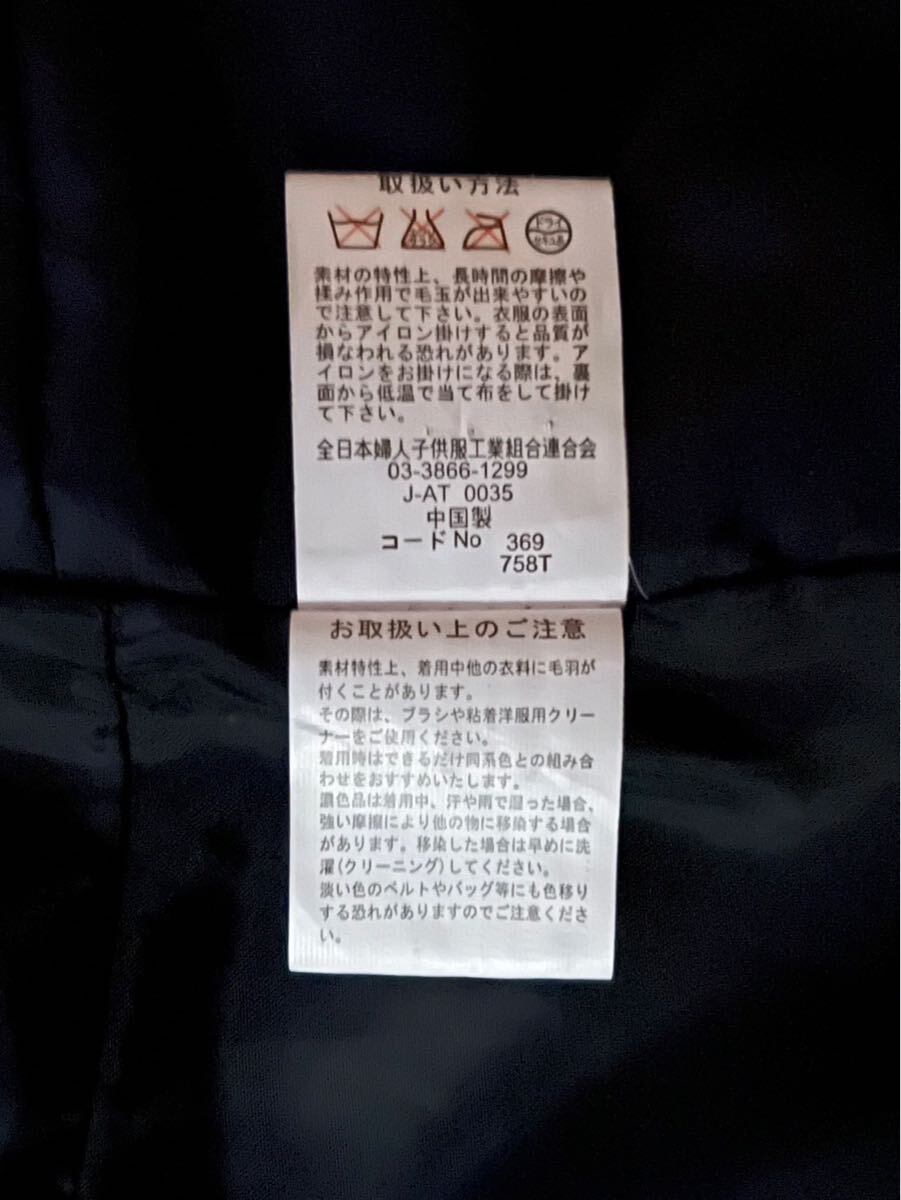 取扱い方法
エンソサラシ
ドライ
セキユ系
素材の特性上、長時間の摩擦や
揉み作用で毛玉が出来やすいの
で注意して下さい。衣服の表面
からアイロン掛けすると品質が
損なわれる恐れがあります。ア
イロンをお掛けになる際は、裏
面から低温で当て布をして掛け
て下さい。
全日本婦人子供服工業組合連合会
03-3866-1299
J-AT 0035
中国製
コードNo 369
758T
お取扱い上のご注意
素材特性上、着用中他の衣料に毛羽が
付くことがあります。
その際は、ブラシや粘着洋服用クリー
ナーをご使用ください。
着用時はできるだけ同系色との組み合
わせをおすすめいたします。
濃色品は着用中、汗や雨で湿った場合、
強い摩擦により他の物に移染する場合
があります。移染した場合は早めに洗
濯(クリーニング)してください。
淡い色のベルトやバッグ等にも色移り
する恐れがありますのでご注意くださ
い。